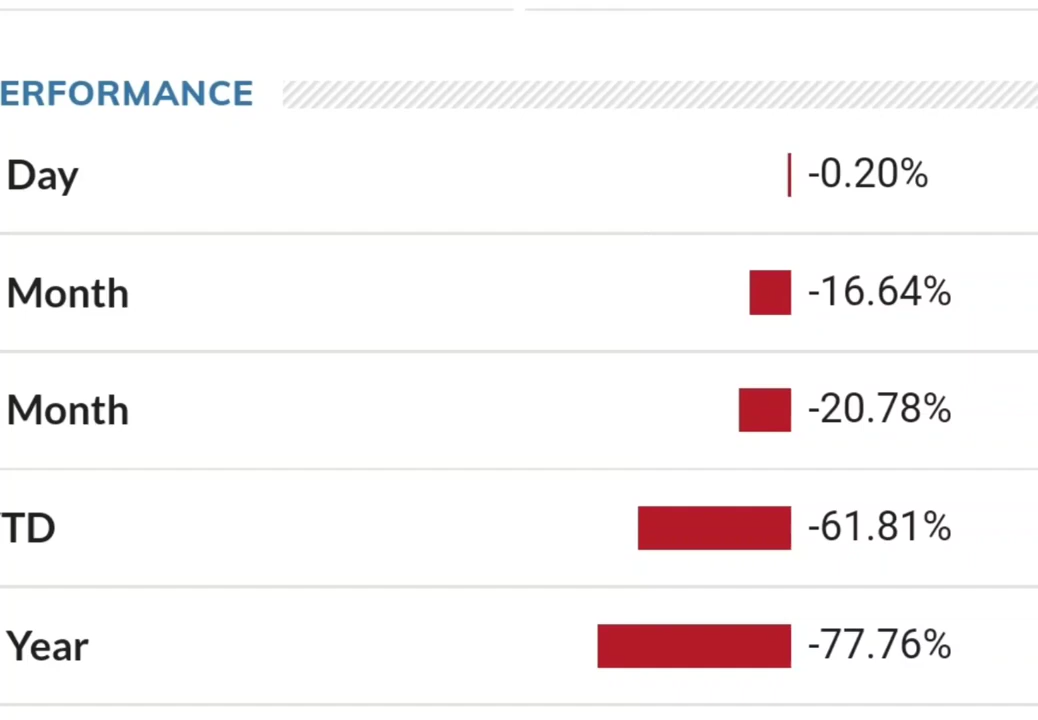 ERFORMANCE
Day -0.20%
Month -16.64%
Month -20.78%
TD -61.81%
Year -77.76%